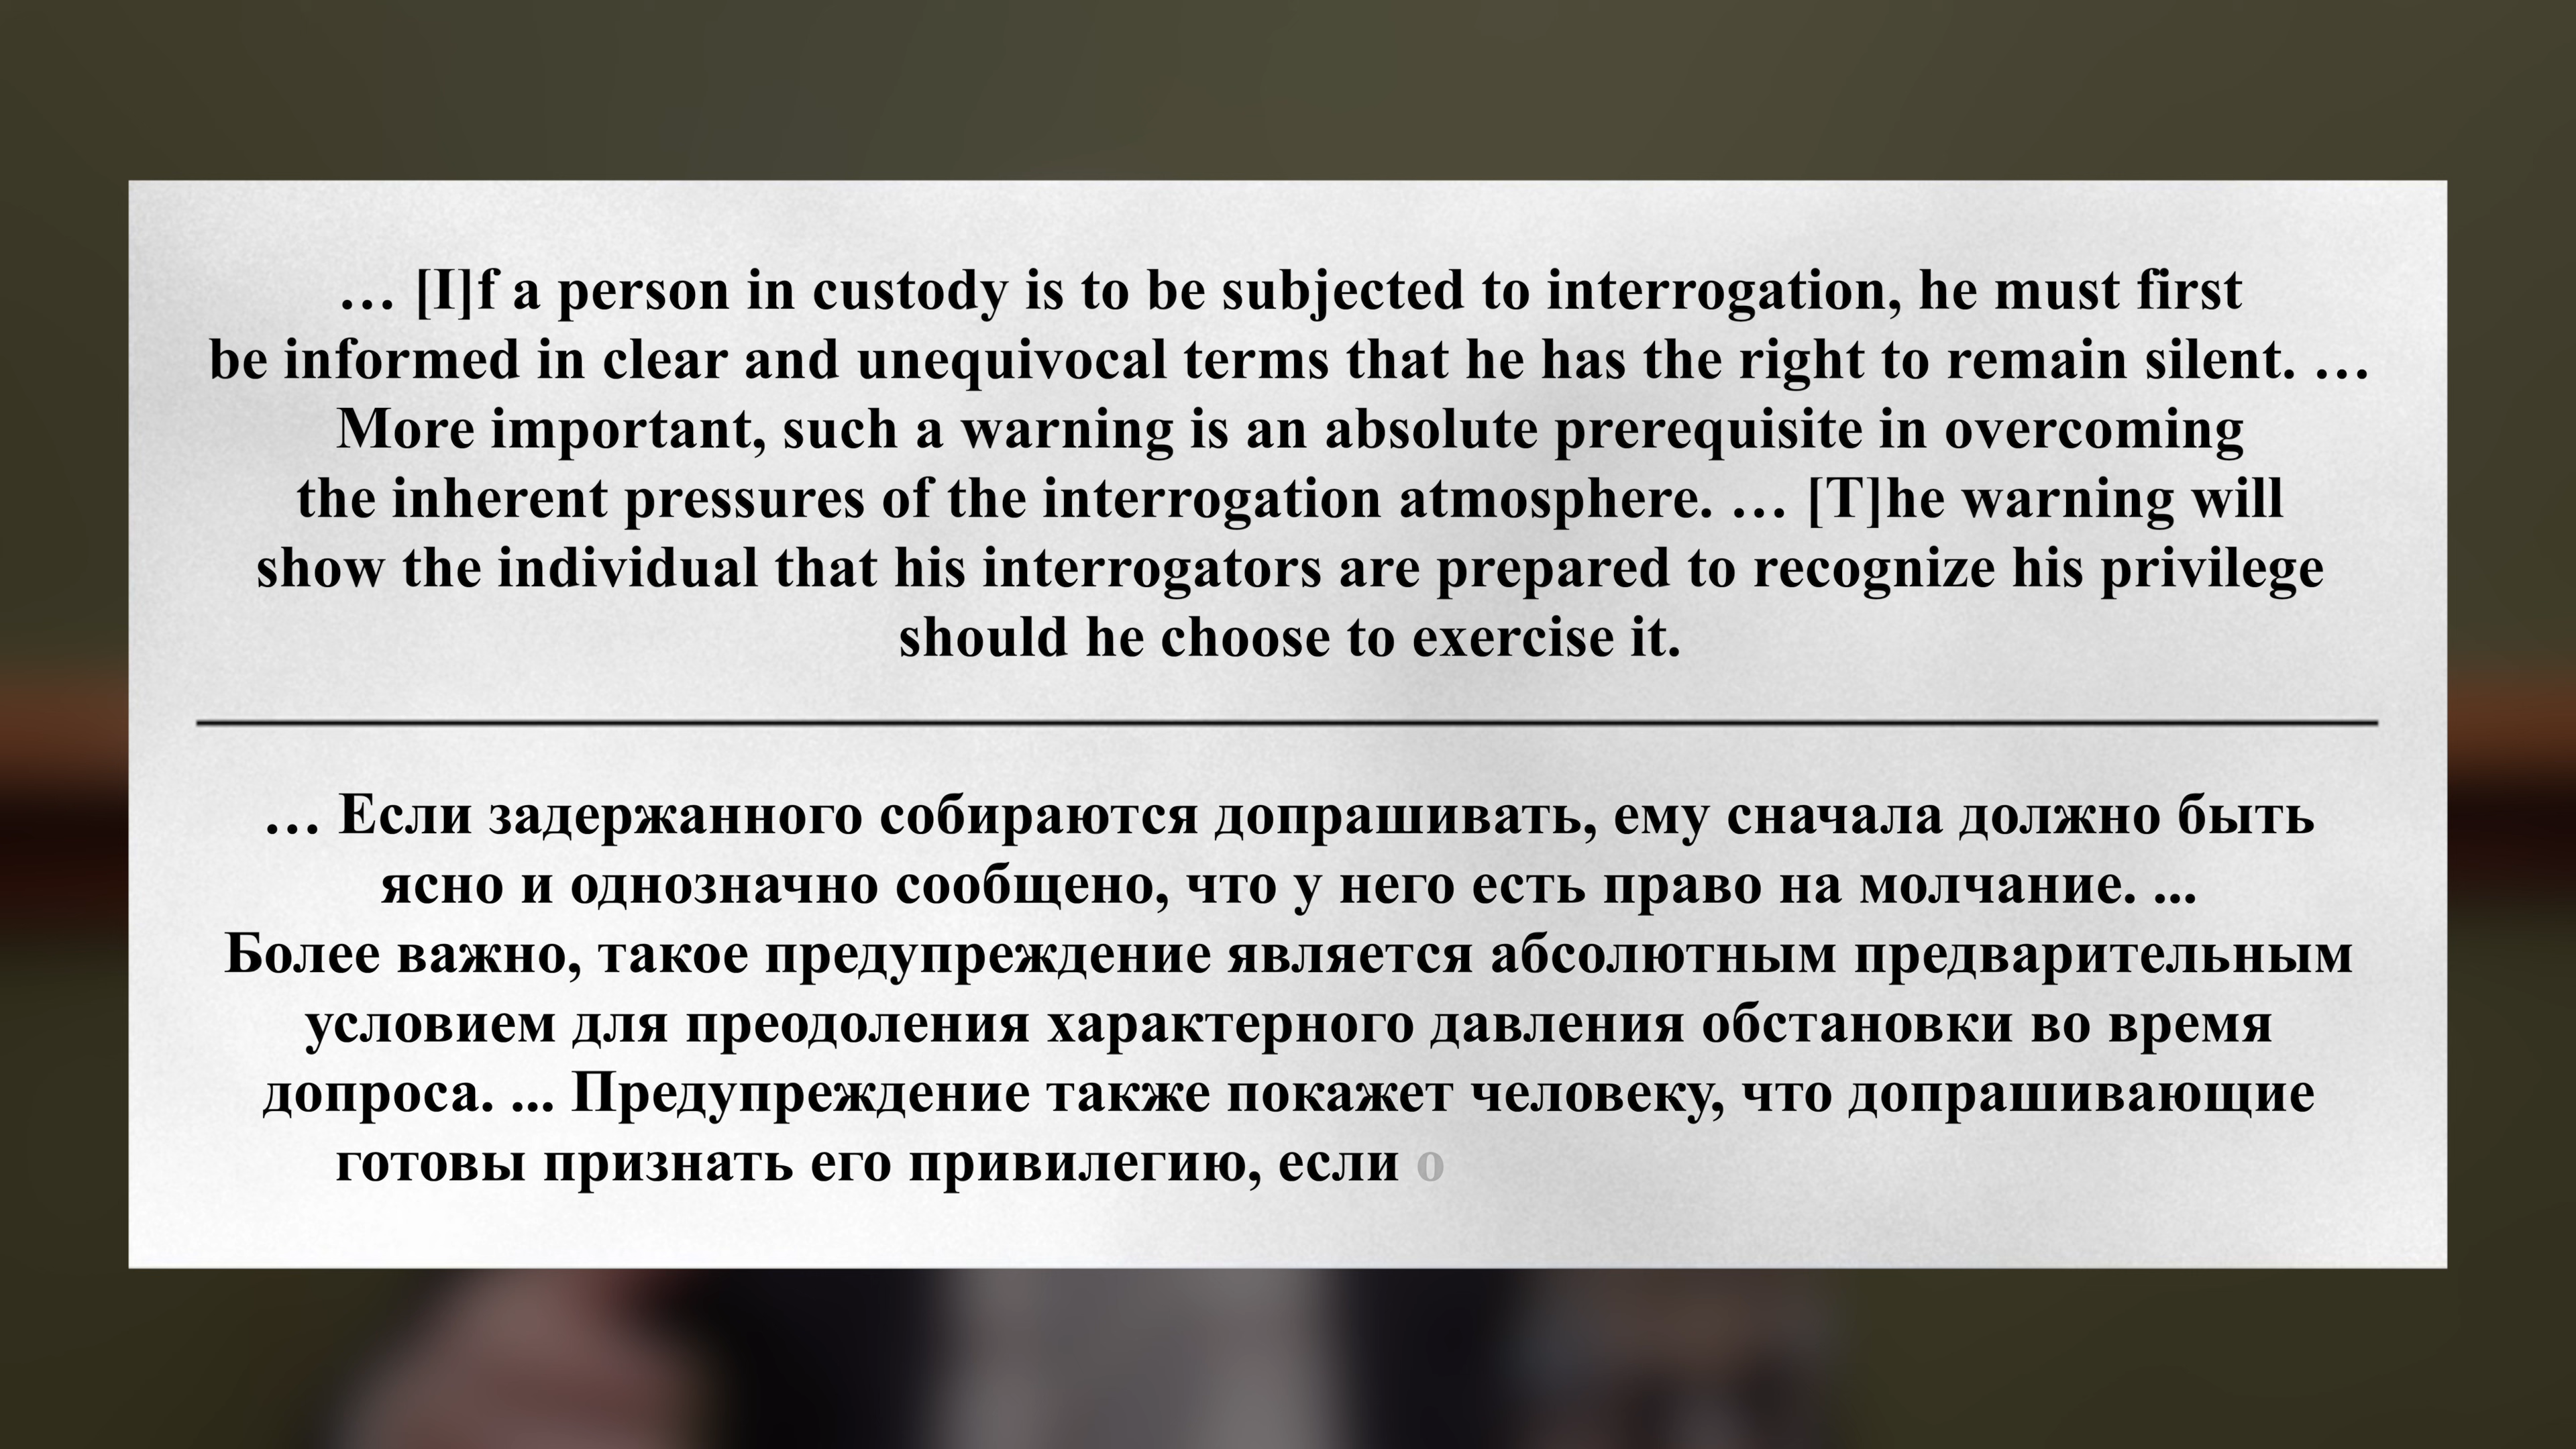 … [I]f a person in custody is to be subjected to interrogation, he must first
be informed in clear and unequivocal terms that he has the right to remain silent. …
More important, such a warning is an absolute prerequisite in overcoming
the inherent pressures of the interrogation atmosphere. … [T]he warning will
show the individual that his interrogators are prepared to recognize his privilege
should he choose to exercise it.
… Если задержанного собираются допрашивать, ему сначала должно быть
ясно и однозначно сообщено, что у него есть право на молчание. ...
Более важно, такое предупреждение является абсолютным предварительным
условием для преодоления характерного давления обстановки во время
допроса. ... Предупреждение также покажет человеку, что допрашивающие
готовы признать его привилегию, если о